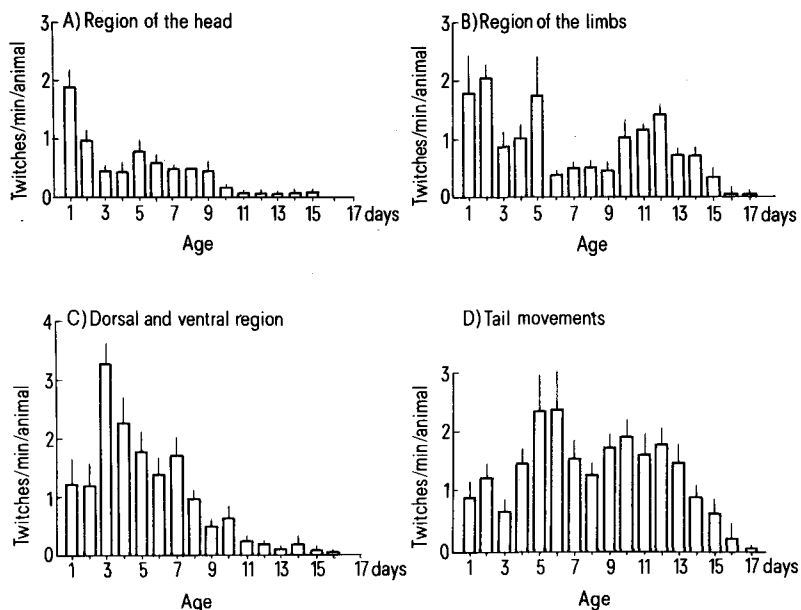 A) Region of the head
3
2
1
0
Twitches/min/animal
1 3 5 7 9 11 13 15 17 days
Age
B) Region of the limbs
3
2
1
0
Twitches/min/animal
1 3 5 7 9 11 13 15 17 days
Age
C) Dorsal and ventral region
4
3
2
1
0
Twitches/min/animal
1 3 5 7 9 11 13 15 17 days
Age
D) Tail movements
3
2
1
0
Twitches/min/animal
1 3 5 7 9 11 13 15 17 days
Age